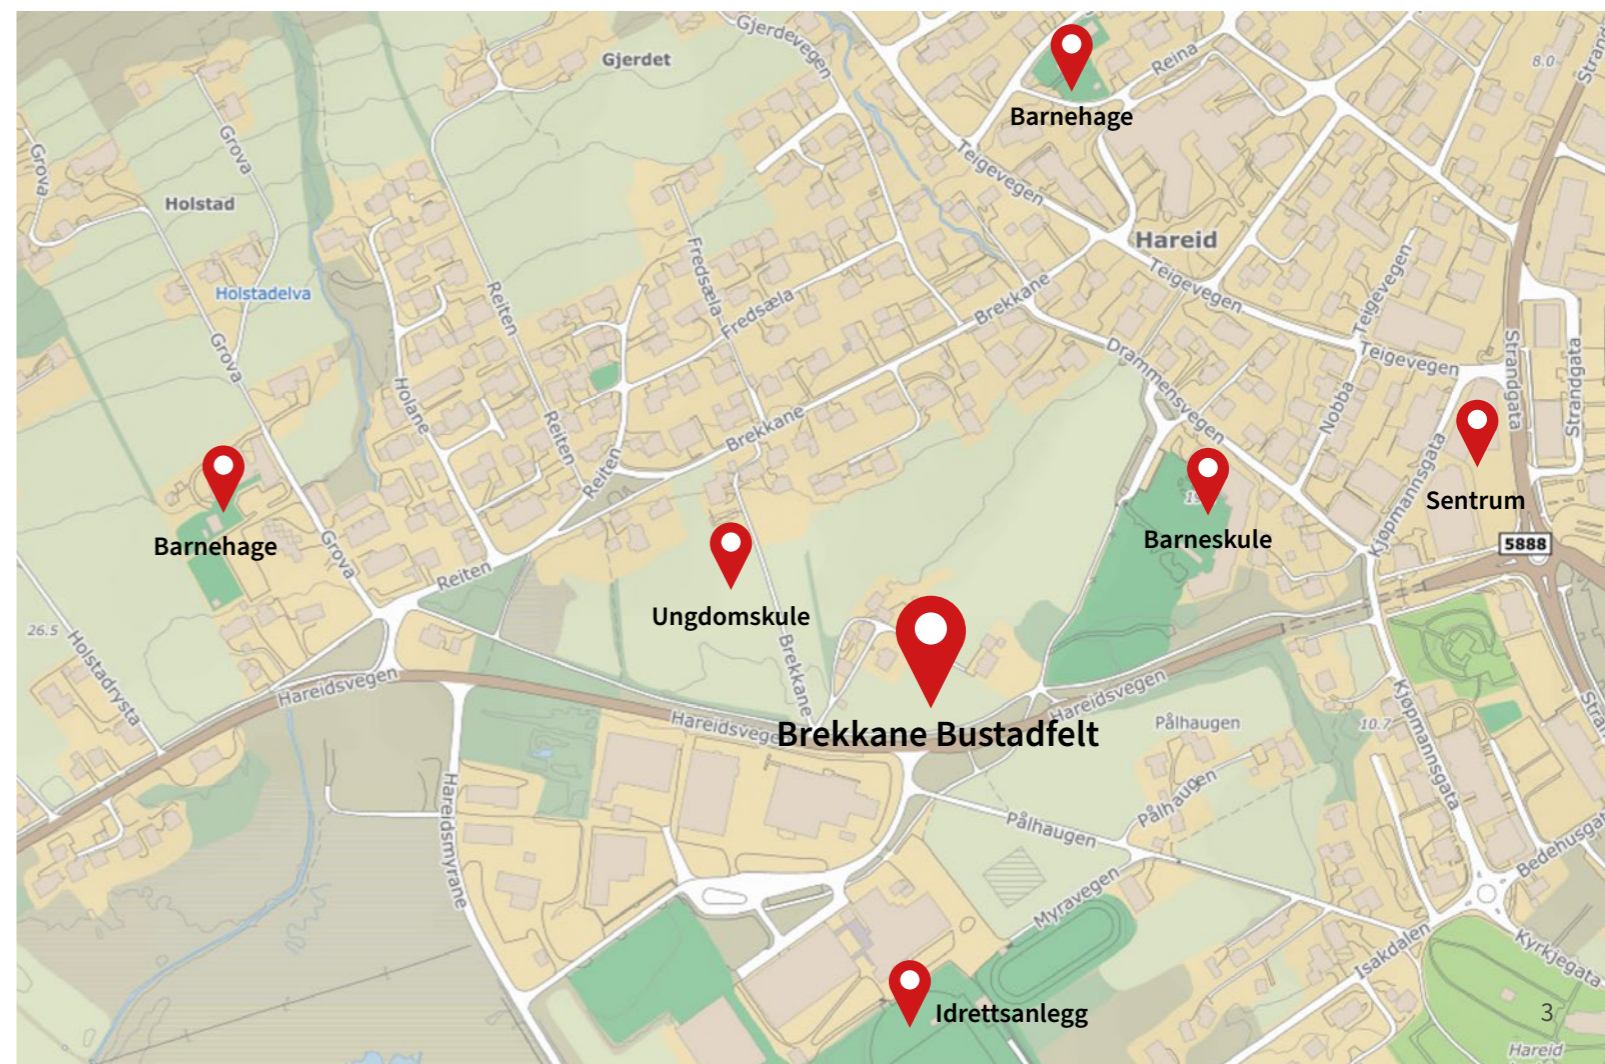 Gjerdevegen
Gjerdet
Reina
8.0
Strand
Barnehage
Grova
Grova
Teigevegen
Holstad
Hareid
Fredsæla
Teigevegen
Teigevegen
Holstadelva
Reiten
Fredsæla
Brekkane
Grova
Drammensvegen
Teigevegen
Strandgata
Strandgata
Holane
Nobba
Reiten
Brekkane
Kjøpmannsgata
Reiten
Sentrum
Barnehage
Grova
Barneskule
5888
Reiten
Ungdomskule
26.5
Holstadrysta
Brekkane
Hareidsvegen
Hareidsvegen
Hareidsvegen
Brekkane Bustadfelt
Pålhaugen
10.7
Kjøpmannsgata
Stran
Hareidsmyrane
Pålhaugen
Pålhaugen
Bedehusgat
Myravegen
Isakdalen
Kyrkjegata
Idrettsanlegg
3
Hareid